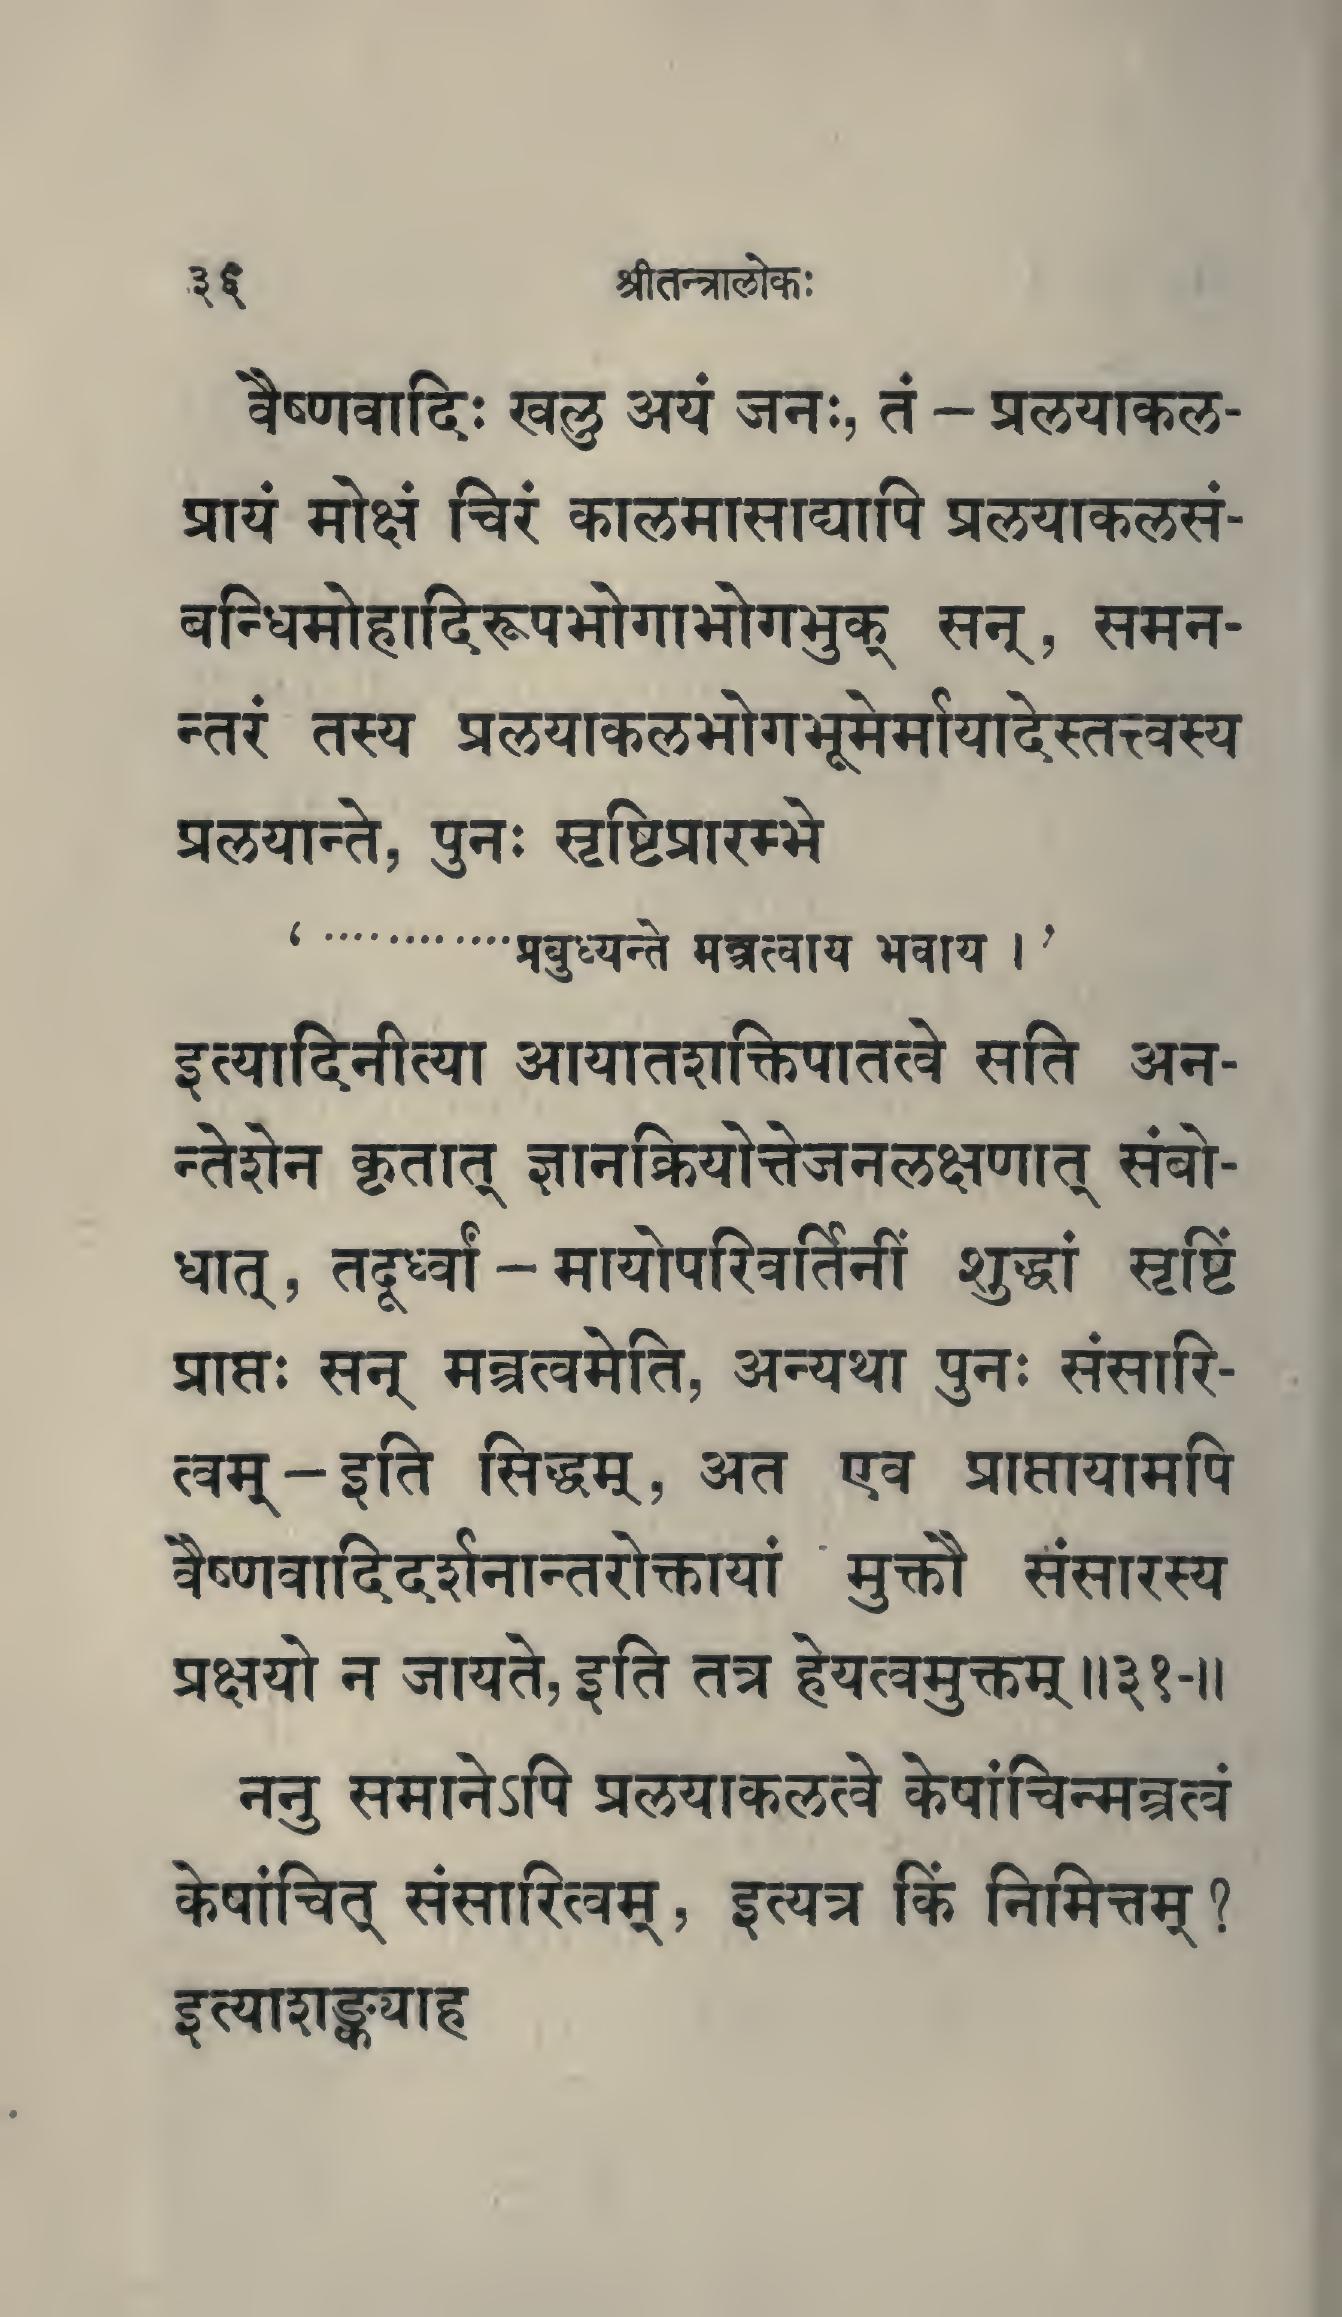 ३६ श्रीतन्त्रालोकः
वैष्णवादिः खलु अयं जनः, तं – प्रलयाकल-
प्रायं मोक्षं चिरं कालमासाद्यापि प्रलयाकलसं-
बन्धिमोहादिरूपभोगाभोगभुक् सन्, समन-
न्तरं तस्य प्रलयाकलभोगभूमेर्मायादेस्तत्त्वस्य
प्रलयान्ते, पुनः सृष्टिप्रारम्भे
‘ ············प्रबुध्यन्ते मन्त्रत्वाय भवाय । ’
इत्यादिनीत्या आयातशक्तिपातत्वे सति अन-
न्तेशेन कृतात् ज्ञानक्रियोत्तेजनलक्षणात् संबो-
धात्, तदूर्ध्वां – मायोपरिवर्तिनीं शुद्धां सृष्टिं
प्राप्तः सन् मन्त्रत्वमेति, अन्यथा पुनः संसारि-
त्वम् – इति सिद्धम्, अत एव प्राप्तायामपि
वैष्णवादिदर्शनान्तरोक्तायां मुक्तौ संसारस्य
प्रक्षयो न जायते, इति तत्र हेयत्वमुक्तम् ॥३१-॥
ननु समानेऽपि प्रलयाकलत्वे केषांचिन्मन्त्रत्वं
केषांचित् संसारित्वम्, इत्यत्र किं निमित्तम् ?
इत्याशङ्क्याह